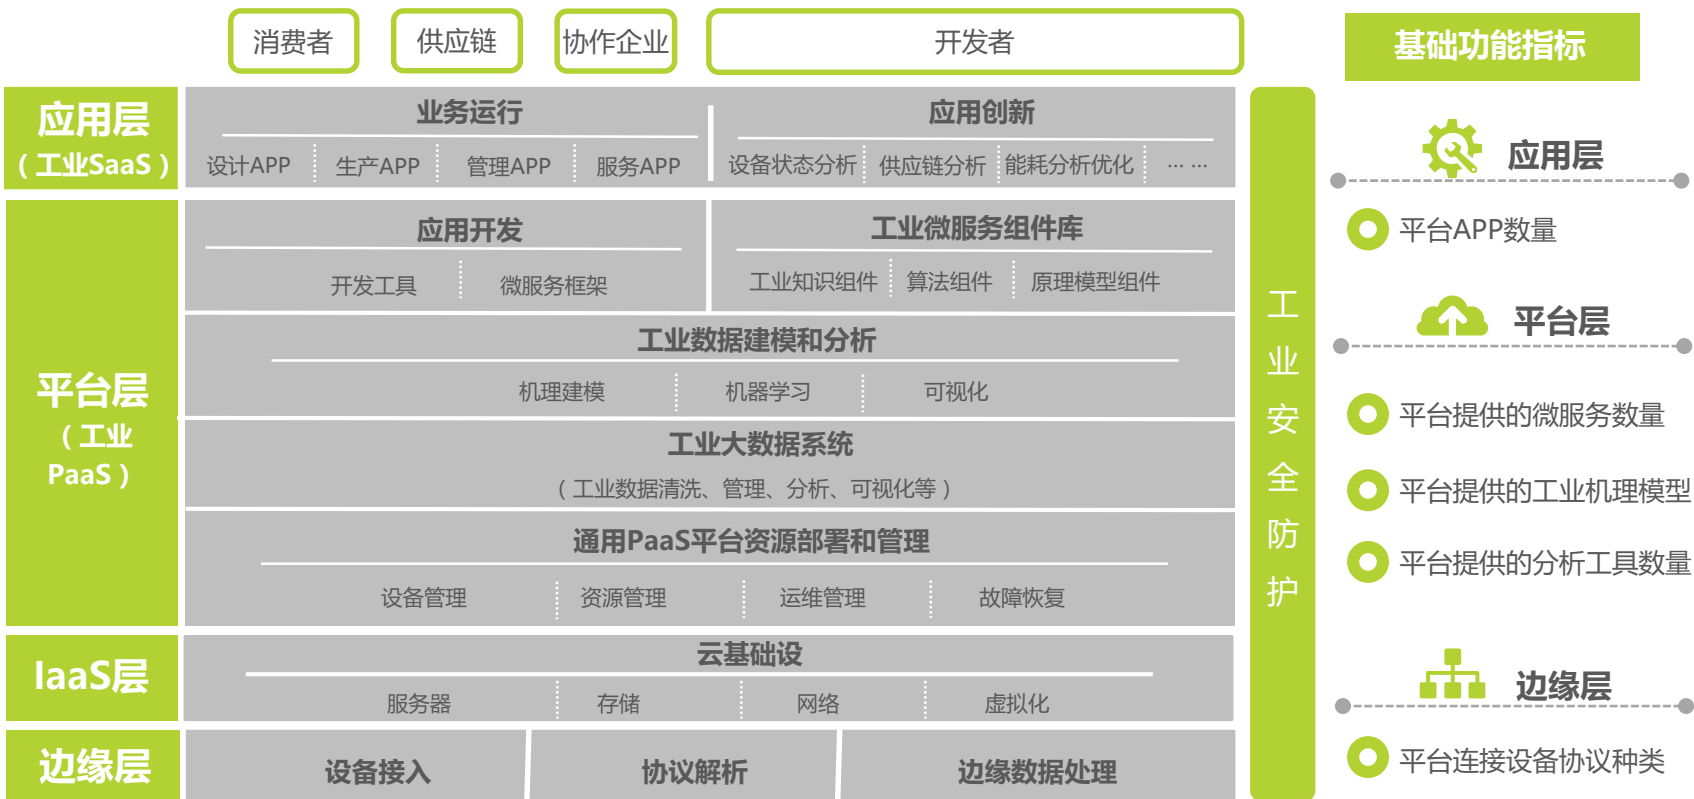 消费者
供应链
协作企业
开发者
基础功能指标
应用层
（工业SaaS）
业务运行
设计APP
生产APP
管理APP
服务APP
应用创新
设备状态分析
供应链分析
能耗分析优化
... ...
平台层
（工业
PaaS）
应用开发
开发工具
微服务框架
工业微服务组件库
工业知识组件
算法组件
原理模型组件
工业数据建模和分析
机理建模
机器学习
可视化
工业大数据系统
（工业数据清洗、管理、分析、可视化等）
通用PaaS平台资源部署和管理
设备管理
资源管理
运维管理
故障恢复
IaaS层
云基础设
服务器
存储
网络
虚拟化
边缘层
设备接入
协议解析
边缘数据处理
工
业
安
全
防
护
应用层
平台APP数量
平台层
平台提供的微服务数量
平台提供的工业机理模型
平台提供的分析工具数量
边缘层
平台连接设备协议种类